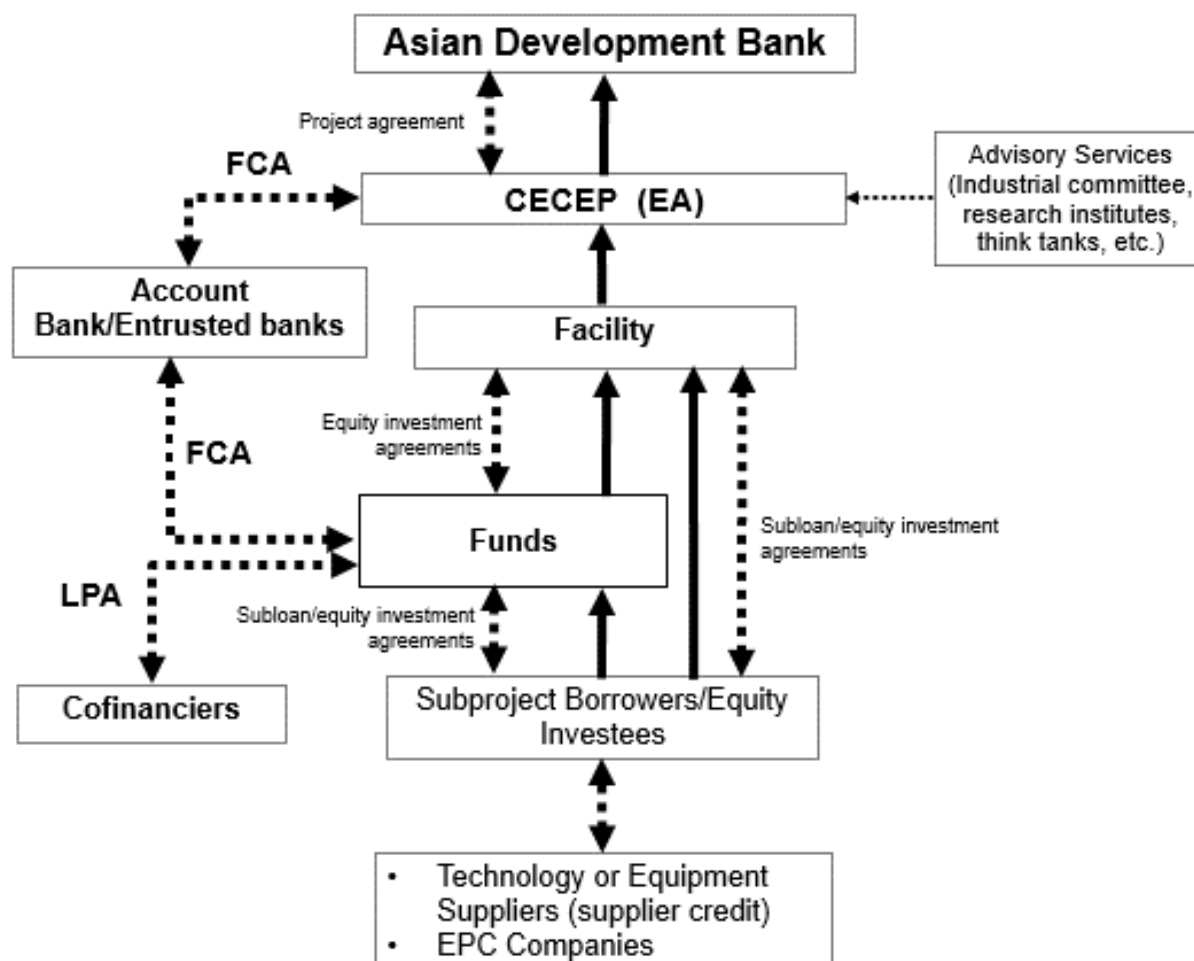 Asian Development Bank
Project agreement
FCA
CECEP (EA)
Advisory Services
(Industrial committee,
research institutes,
think tanks, etc.)
Account
Bank/Entrusted banks
Facility
Equity investment
agreements
FCA
Funds
Subloan/equity investment
agreements
LPA
Subloan/equity investment
agreements
Cofinanciers
Subproject Borrowers/Equity
Investees
• Technology or Equipment
Suppliers (supplier credit)
• EPC Companies